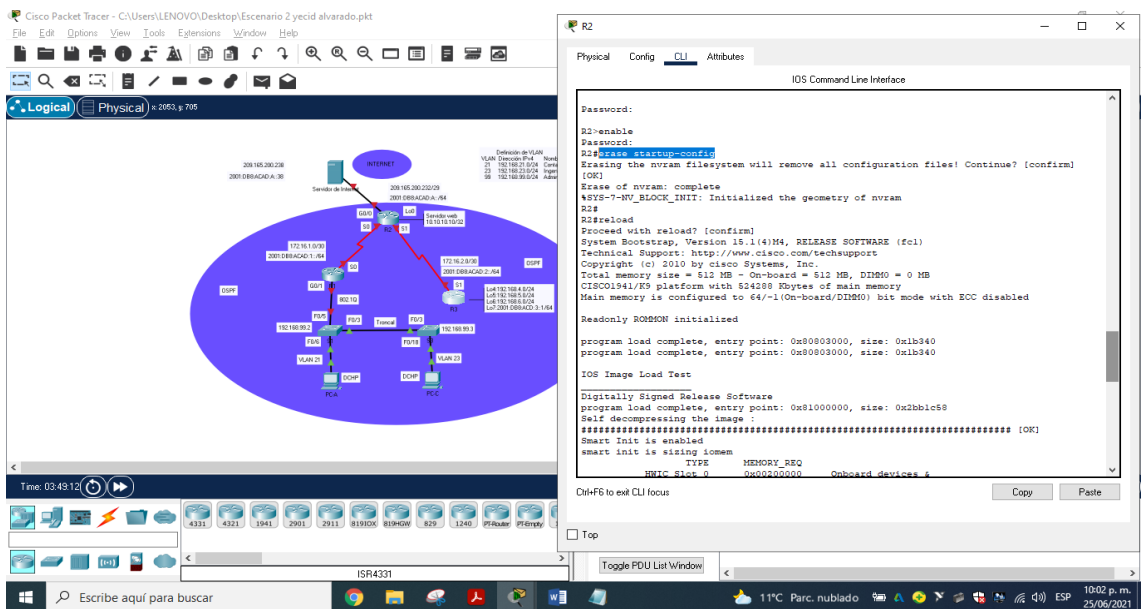 Cisco Packet Tracer - C:\Users\LENOVO\Desktop\Escenario 2 yecid alvarado.pkt
File Edit Options View Tools Extensions Window Help
Logical
Physical
x: 2053, y: 705
Definición de VLAN
VLAN Dirección IPv4
21 192.168.21.0/24
23 192.168.23.0/24
99 192.168.99.0/24
209.165.200.238
2001:DB8:ACAD:A::38
INTERNET
Servidor de Interne
209.165.200.232/29
2001:DB8:ACAD:A::/64
G0/0
Lo0
Servidor web
10.10.10.10/32
S0
R2
S1
172.16.1.0/30
2001:DB8:ACAD:1::/64
172.16.2.0/30
2001:DB8:ACAD:2::/64
OSPF
S0
S1
OSPF
G0/1
802.1Q
R3
Lo4:192.168.4.0/24
Lo5:192.168.5.0/24
Lo6:192.168.6.0/24
Lo7:2001:DB8:ACD:3:1/64
F0/5
F0/3
Troncal
F0/3
192.168.99.2
192.168.99.3
F0/6
F0/18
VLAN 21
VLAN 23
DCHP
DCHP
PC-A
PC-C
Time: 03:49:12
4331 4321 1941 2901 2911 819IOX 819HGW 829 1240 PT-Router PT-Empty
ISR4331
R2
Physical Config CLI Attributes
IOS Command Line Interface
Password:
R2>enable
Password:
R2#erase startup-config
Erasing the nvram filesystem will remove all configuration files! Continue? [confirm]
[OK]
Erase of nvram: complete
%SYS-7-NV_BLOCK_INIT: Initialized the geometry of nvram
R2#
R2#reload
Proceed with reload? [confirm]
System Bootstrap, Version 15.1(4)M4, RELEASE SOFTWARE (fc1)
Technical Support: http://www.cisco.com/techsupport
Copyright (c) 2010 by cisco Systems, Inc.
Total memory size = 512 MB - On-board = 512 MB, DIMM0 = 0 MB
CISCO1941/K9 platform with 524288 Kbytes of main memory
Main memory is configured to 64/-1(On-board/DIMM0) bit mode with ECC disabled
Readonly ROMMON initialized
program load complete, entry point: 0x80803000, size: 0x1b340
program load complete, entry point: 0x80803000, size: 0x1b340
IOS Image Load Test
___________________
Digitally Signed Release Software
program load complete, entry point: 0x81000000, size: 0x2bb1c58
Self decompressing the image :
########################################################################### [OK]
Smart Init is enabled
smart init is sizing iomem
TYPE MEMORY_REQ
HWIC Slot 0 0x00200000 Onboard devices &
Ctrl+F6 to exit CLI focus
Copy
Paste
Top
Toggle PDU List Window
Escribe aquí para buscar
11°C Parc. nublado
ESP
10:02 p. m.
25/06/2021